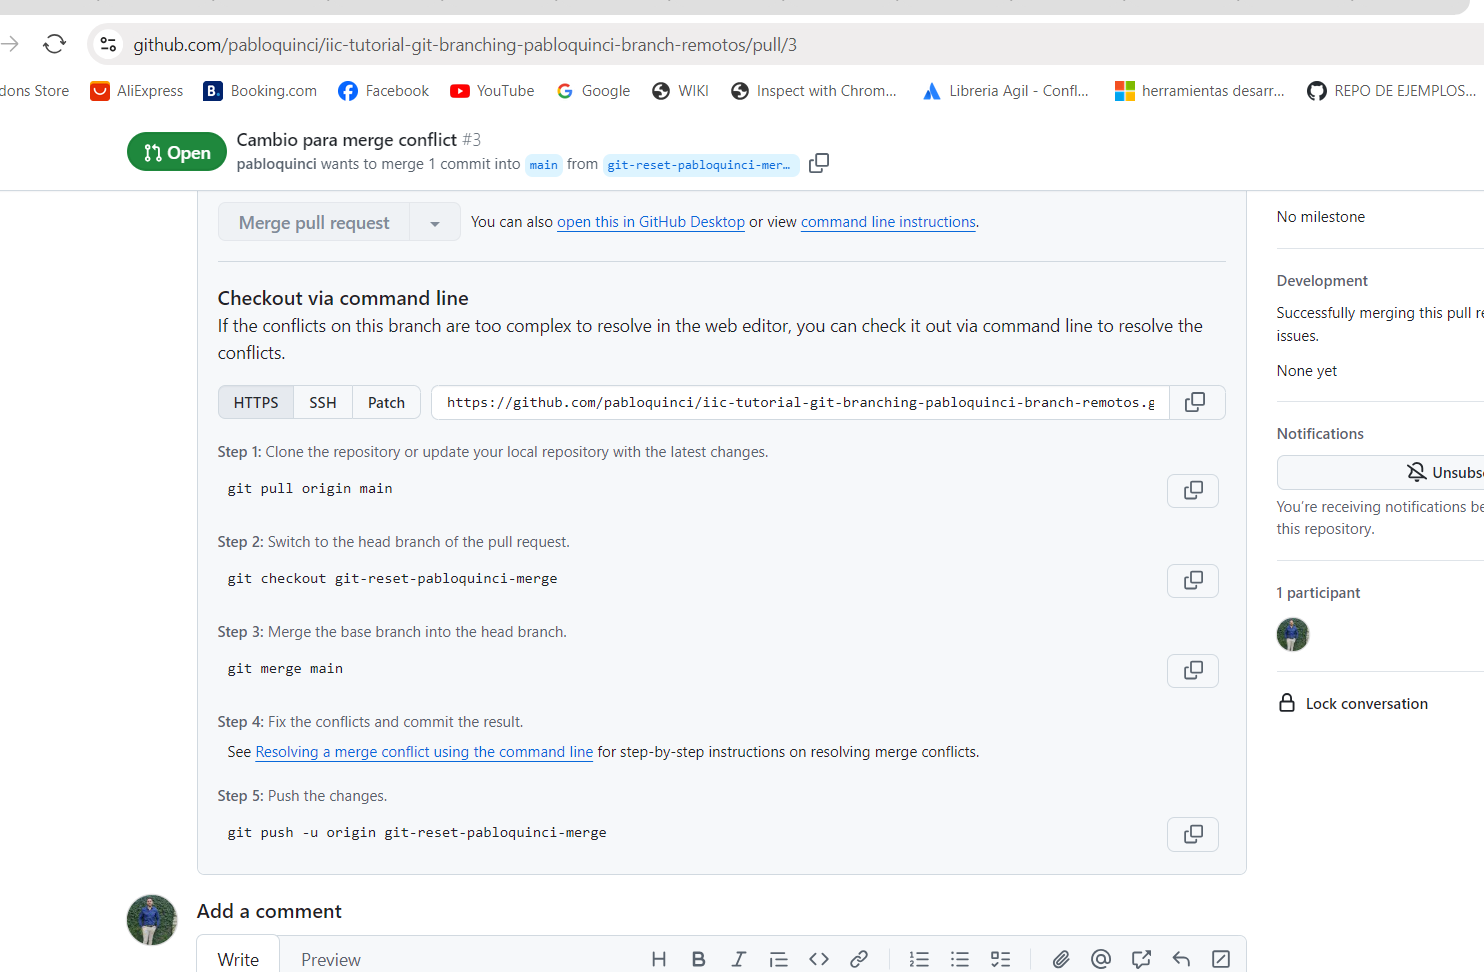 github.com/pabloquinci/iic-tutorial-git-branching-pabloquinci-branch-remotos/pull/3
dons Store AliExpress B. Booking.com Facebook YouTube Google WIKI Inspect with Chrom... Libreria Agil - Confl... herramientas desarr... REPO DE EJEMPLOS...
Open
Cambio para merge conflict #3
pabloquinci wants to merge 1 commit into main from git-reset-pabloquinci-mer…
Merge pull request
You can also open this in GitHub Desktop or view command line instructions.
Checkout via command line
If the conflicts on this branch are too complex to resolve in the web editor, you can check it out via command line to resolve the
conflicts.
HTTPS SSH Patch https://github.com/pabloquinci/iic-tutorial-git-branching-pabloquinci-branch-remotos.g
Step 1: Clone the repository or update your local repository with the latest changes.
git pull origin main
Step 2: Switch to the head branch of the pull request.
git checkout git-reset-pabloquinci-merge
Step 3: Merge the base branch into the head branch.
git merge main
Step 4: Fix the conflicts and commit the result.
See Resolving a merge conflict using the command line for step-by-step instructions on resolving merge conflicts.
Step 5: Push the changes.
git push -u origin git-reset-pabloquinci-merge
Add a comment
Write Preview
No milestone
Development
Successfully merging this pull re
issues.
None yet
Notifications
Unsubs
You're receiving notifications be
this repository.
1 participant
Lock conversation